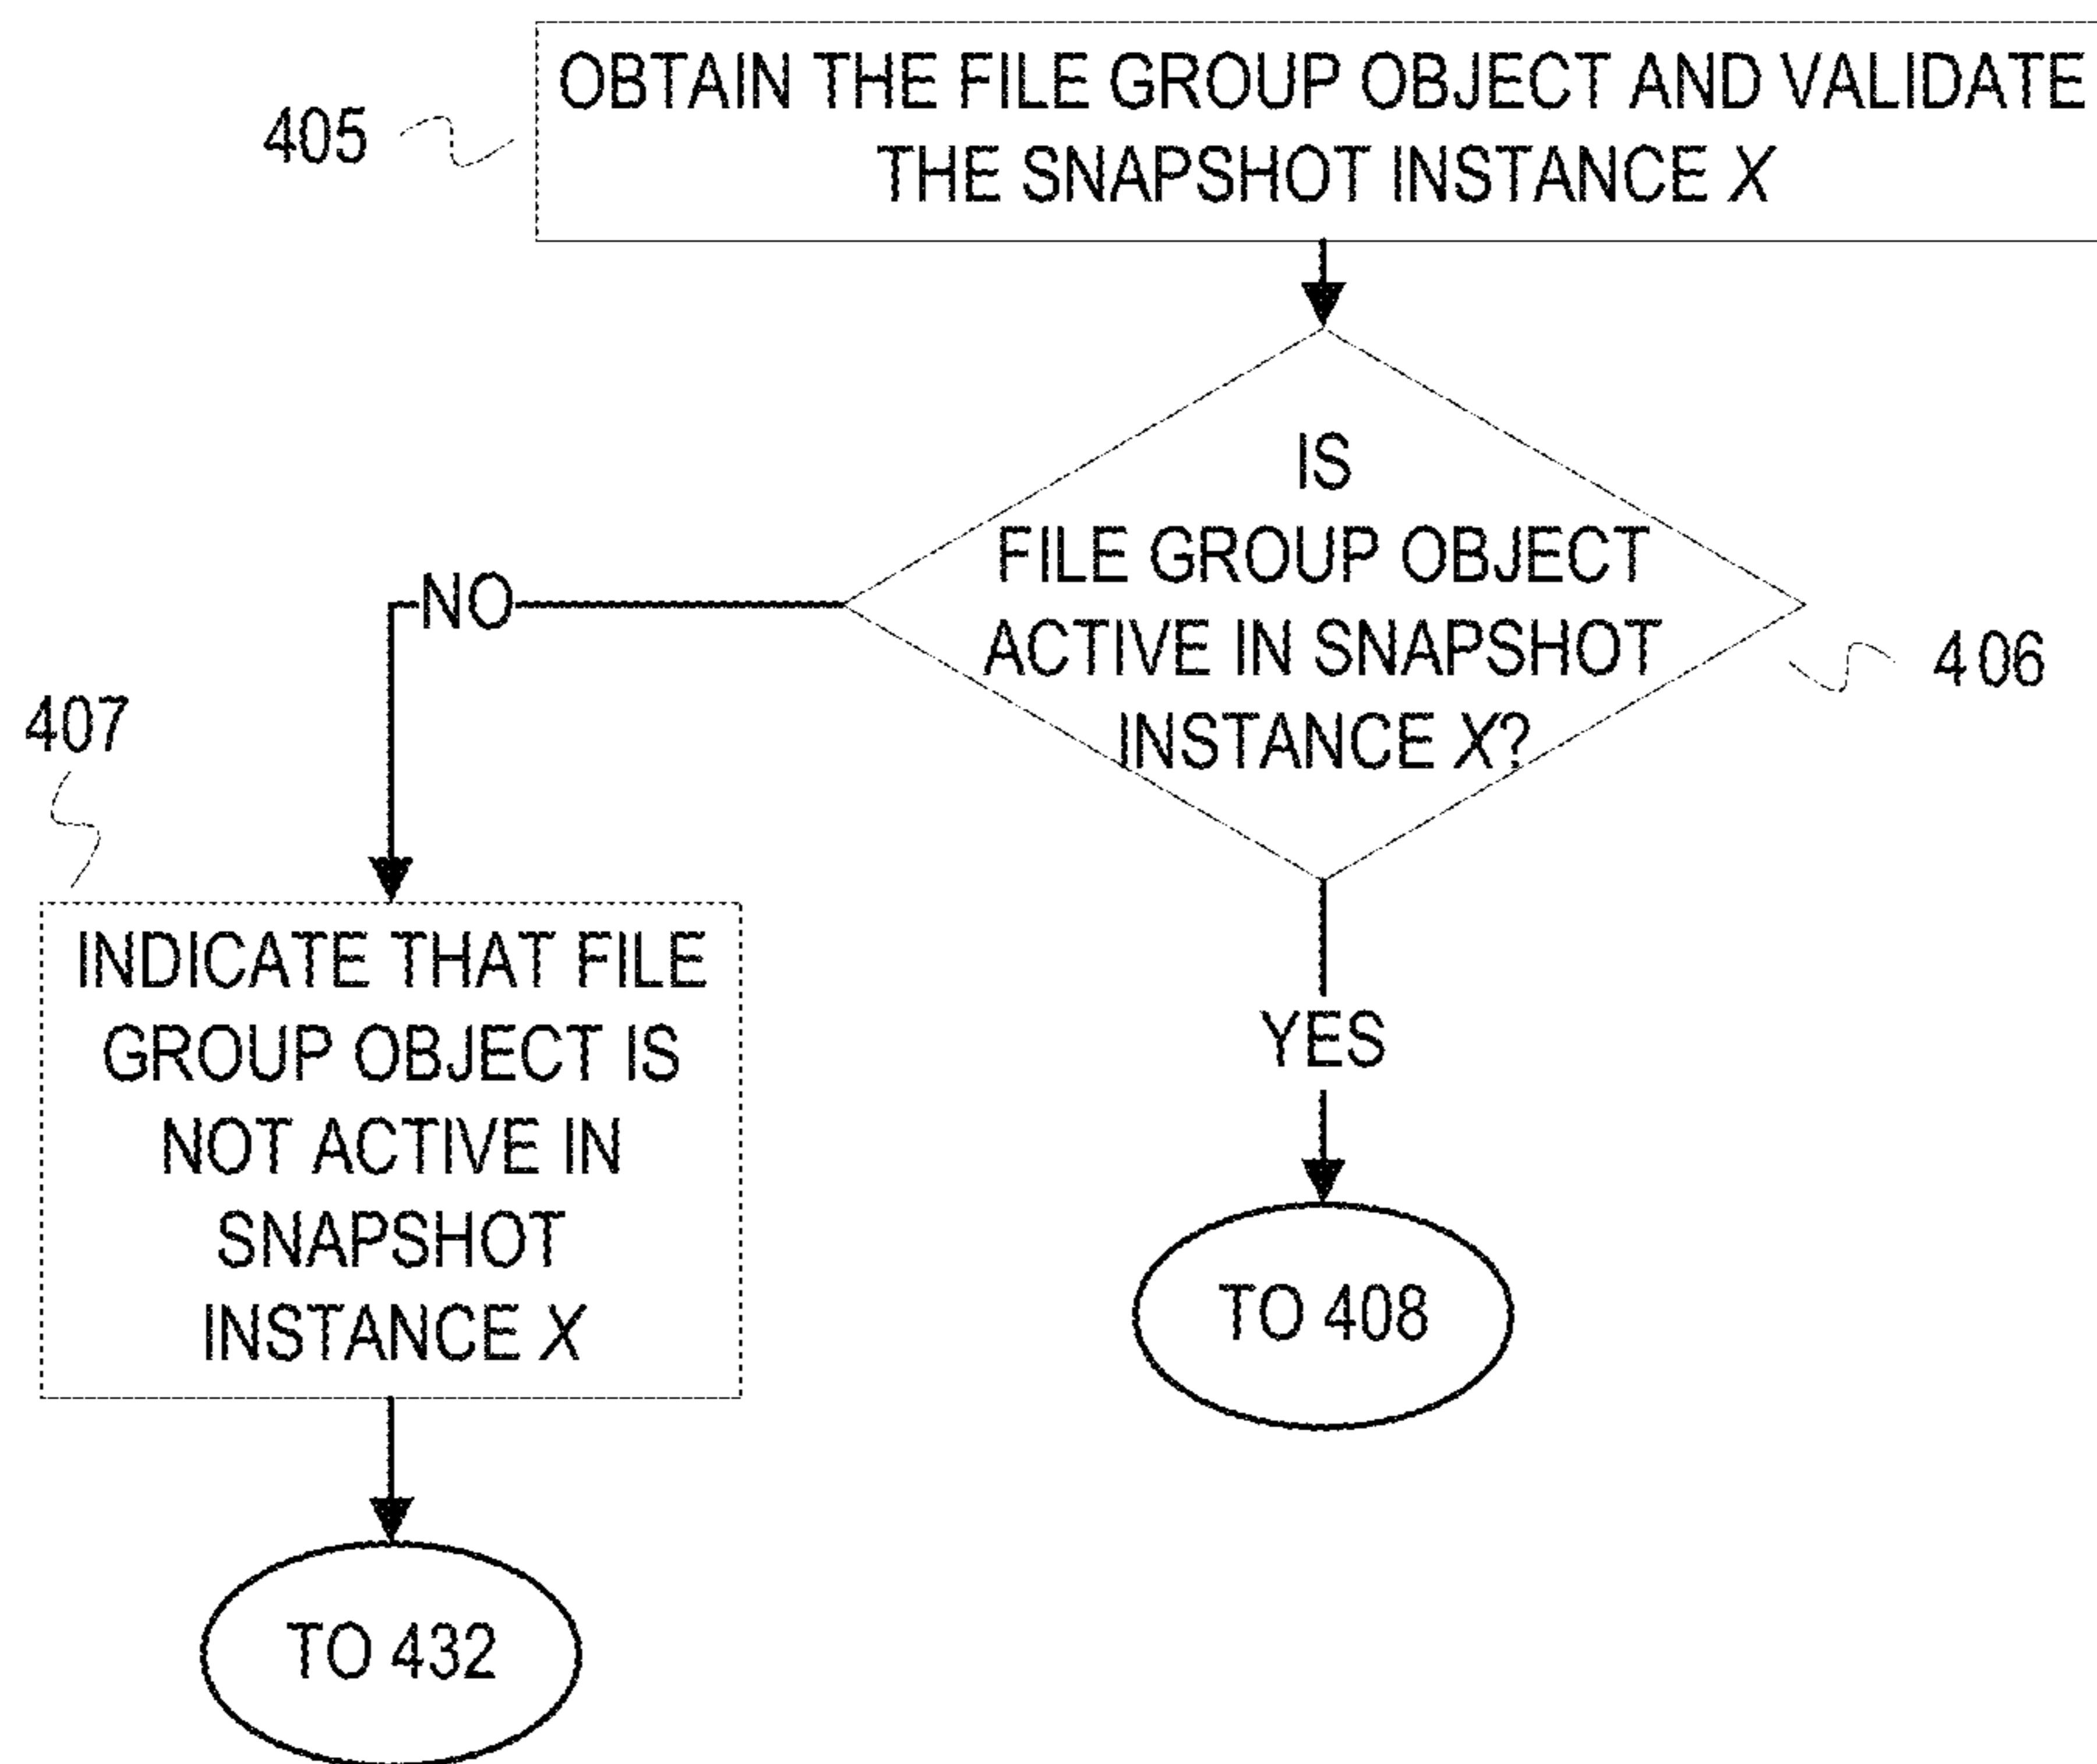 405
OBTAIN THE FILE GROUP OBJECT AND VALIDATE
THE SNAPSHOT INSTANCE X
IS
FILE GROUP OBJECT
ACTIVE IN SNAPSHOT
INSTANCE X?
406
NO
407
INDICATE THAT FILE
GROUP OBJECT IS
NOT ACTIVE IN
SNAPSHOT
INSTANCE X
YES
TO 408
TO 432